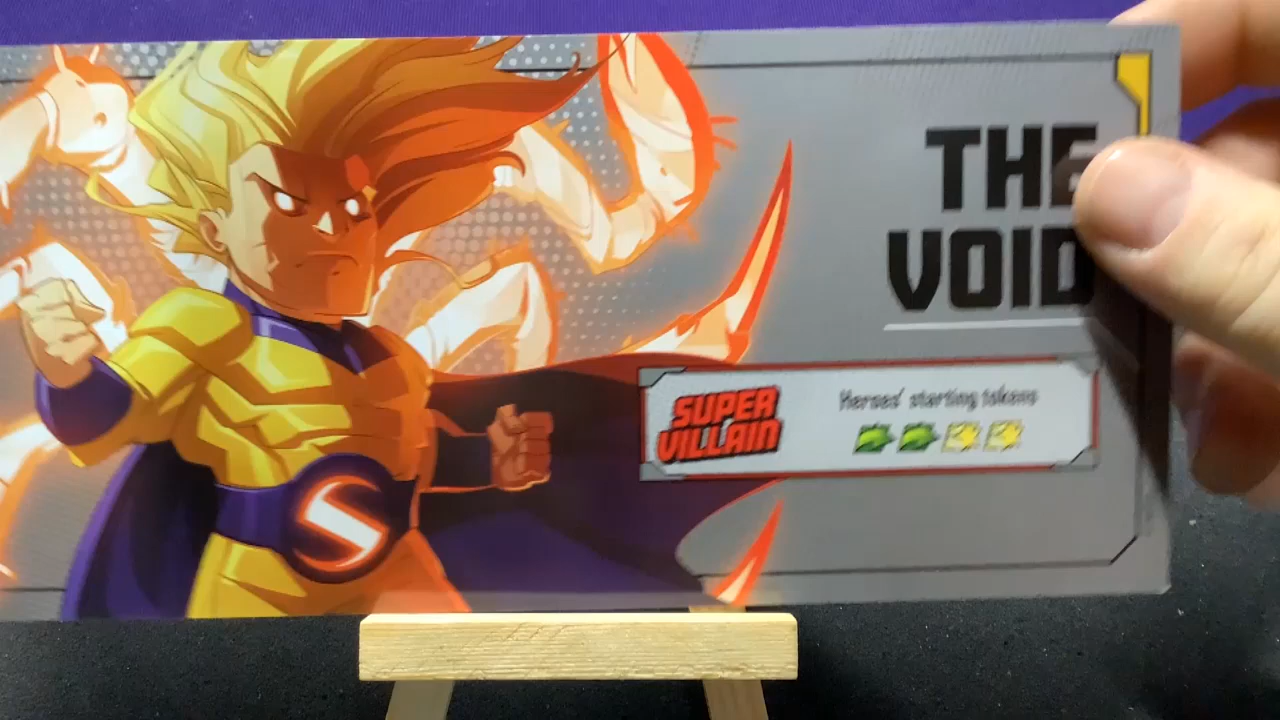 THE
VOID
SUPER
VILLAIN
Heroes' starting tokens
S